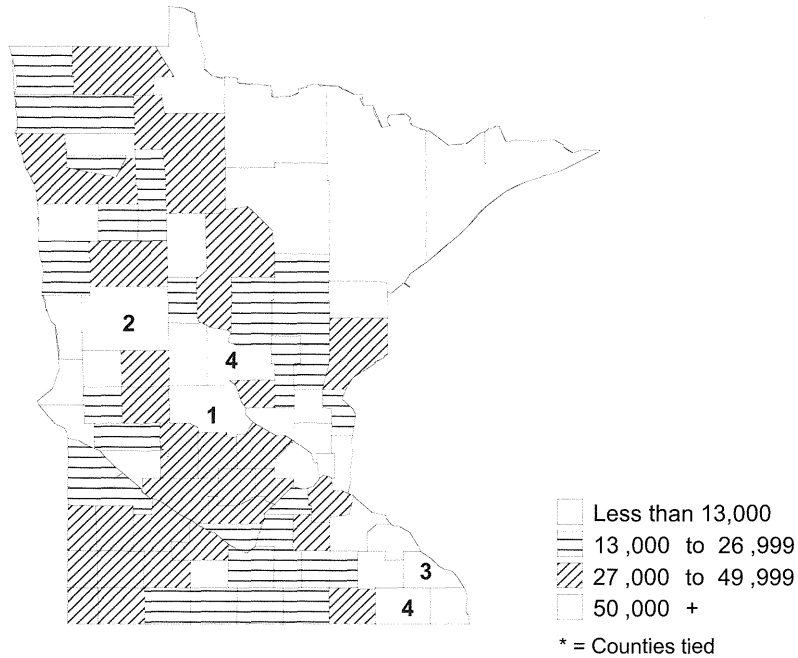 2
4
1
3
4
Less than 13,000
13 ,000 to 26 ,999
27 ,000 to 49 ,999
50 ,000 +
* = Counties tied